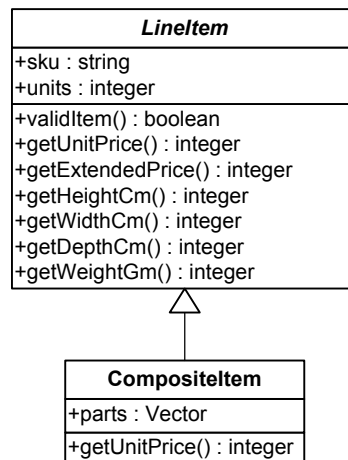 LineItem
+sku : string
+units : integer
+validItem() : boolean
+getUnitPrice() : integer
+getExtendedPrice() : integer
+getHeightCm() : integer
+getWidthCm() : integer
+getDepthCm() : integer
+getWeightGm() : integer
CompositeItem
+parts : Vector
+getUnitPrice() : integer